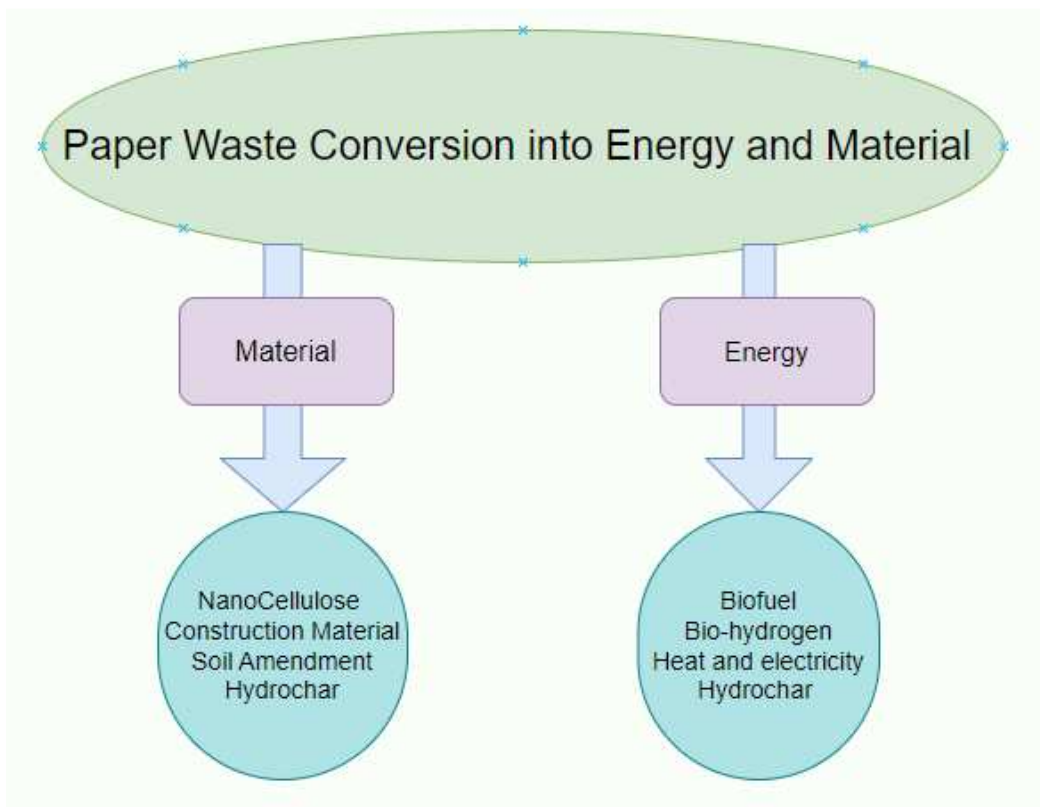 Paper Waste Conversion into Energy and Material
Material
Energy
NanoCellulose
Construction Material
Soil Amendment
Hydrochar
Biofuel
Bio-hydrogen
Heat and electricity
Hydrochar